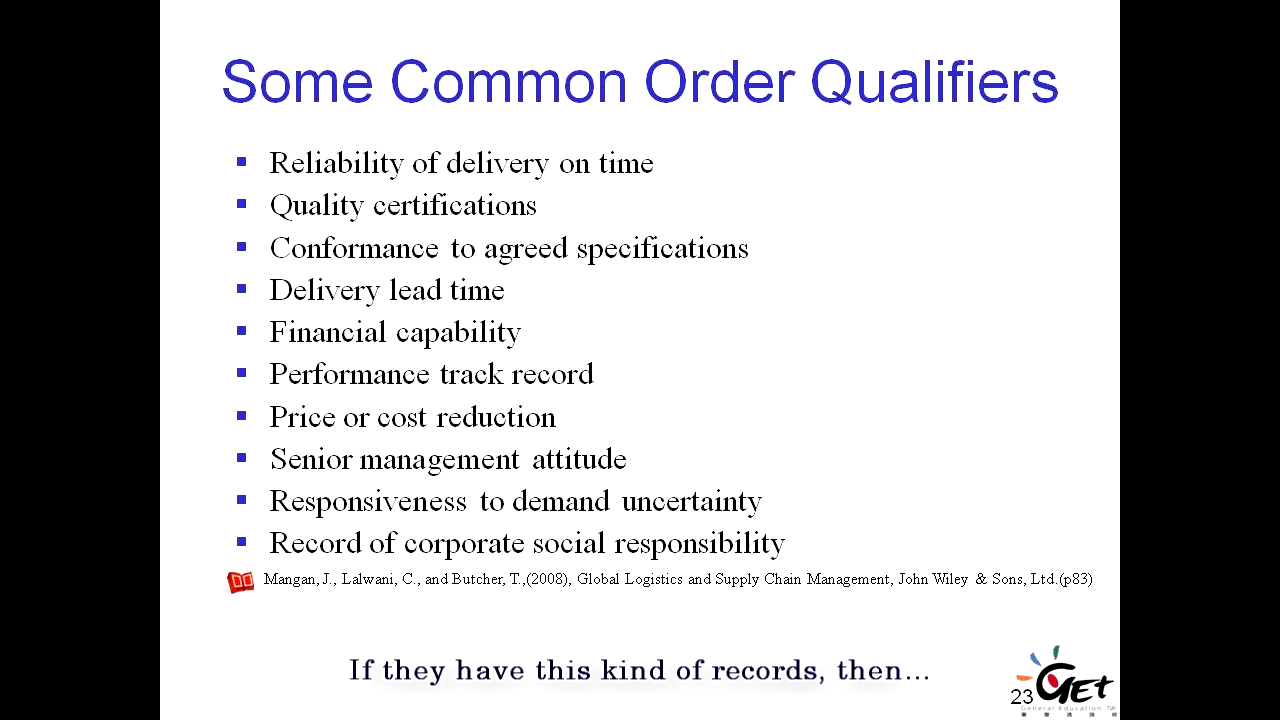 Some Common Order Qualifiers
Reliability of delivery on time
Quality certifications
Conformance to agreed specifications
Delivery lead time
Financial capability
Performance track record
Price or cost reduction
Senior management attitude
Responsiveness to demand uncertainty
Record of corporate social responsibility
Mangan, J., Lalwani, C., and Butcher, T.,(2008), Global Logistics and Supply Chain Management, John Wiley & Sons, Ltd.(p83)
If they have this kind of records, then...
23
GET
General Education TW